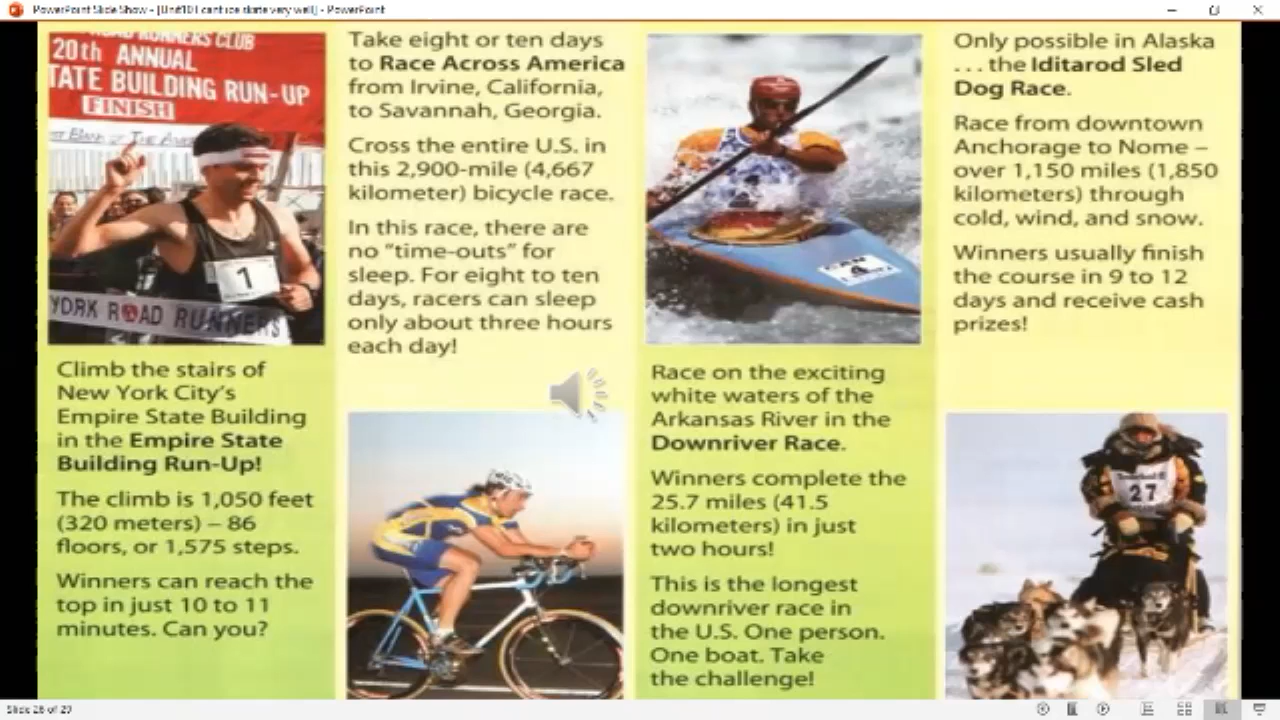 PowerPoint Slide Show - [Unit10 I cant ice skate very well] - PowerPoint
ROAD RUNNERS CLUB
20th ANNUAL
TATE BUILDING RUN-UP
FINISH
1
YORK ROAD RUNNERS
Climb the stairs of
New York City's
Empire State Building
in the Empire State
Building Run-Up!
The climb is 1,050 feet
(320 meters) – 86
floors, or 1,575 steps.
Winners can reach the
top in just 10 to 11
minutes. Can you?
Take eight or ten days
to Race Across America
from Irvine, California,
to Savannah, Georgia.
Cross the entire U.S. in
this 2,900-mile (4,667
kilometer) bicycle race.
In this race, there are
no "time-outs" for
sleep. For eight to ten
days, racers can sleep
only about three hours
each day!
4
Race on the exciting
white waters of the
Arkansas River in the
Downriver Race.
Winners complete the
25.7 miles (41.5
kilometers) in just
two hours!
This is the longest
downriver race in
the U.S. One person.
One boat. Take
the challenge!
Only possible in Alaska
. . . the Iditarod Sled
Dog Race.
Race from downtown
Anchorage to Nome –
over 1,150 miles (1,850
kilometers) through
cold, wind, and snow.
Winners usually finish
the course in 9 to 12
days and receive cash
prizes!
27
Slide 26 of 29